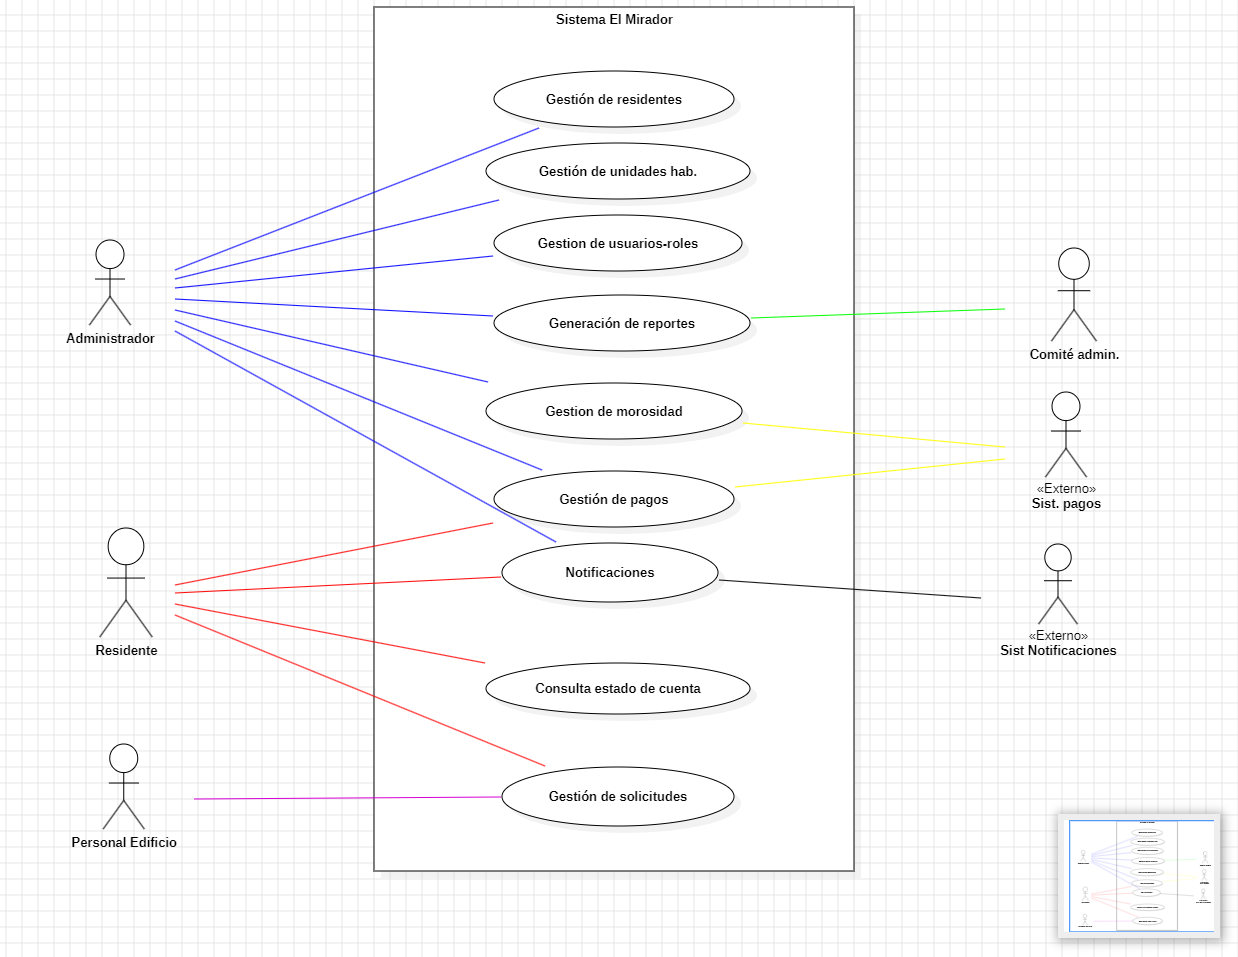 Sistema El Mirador
Gestión de residentes
Gestión de unidades hab.
Gestion de usuarios-roles
Generación de reportes
Gestion de morosidad
Gestión de pagos
Notificaciones
Consulta estado de cuenta
Gestión de solicitudes
Administrador
Residente
Personal Edificio
Comité admin.
«Externo»
Sist. pagos
«Externo»
Sist Notificaciones